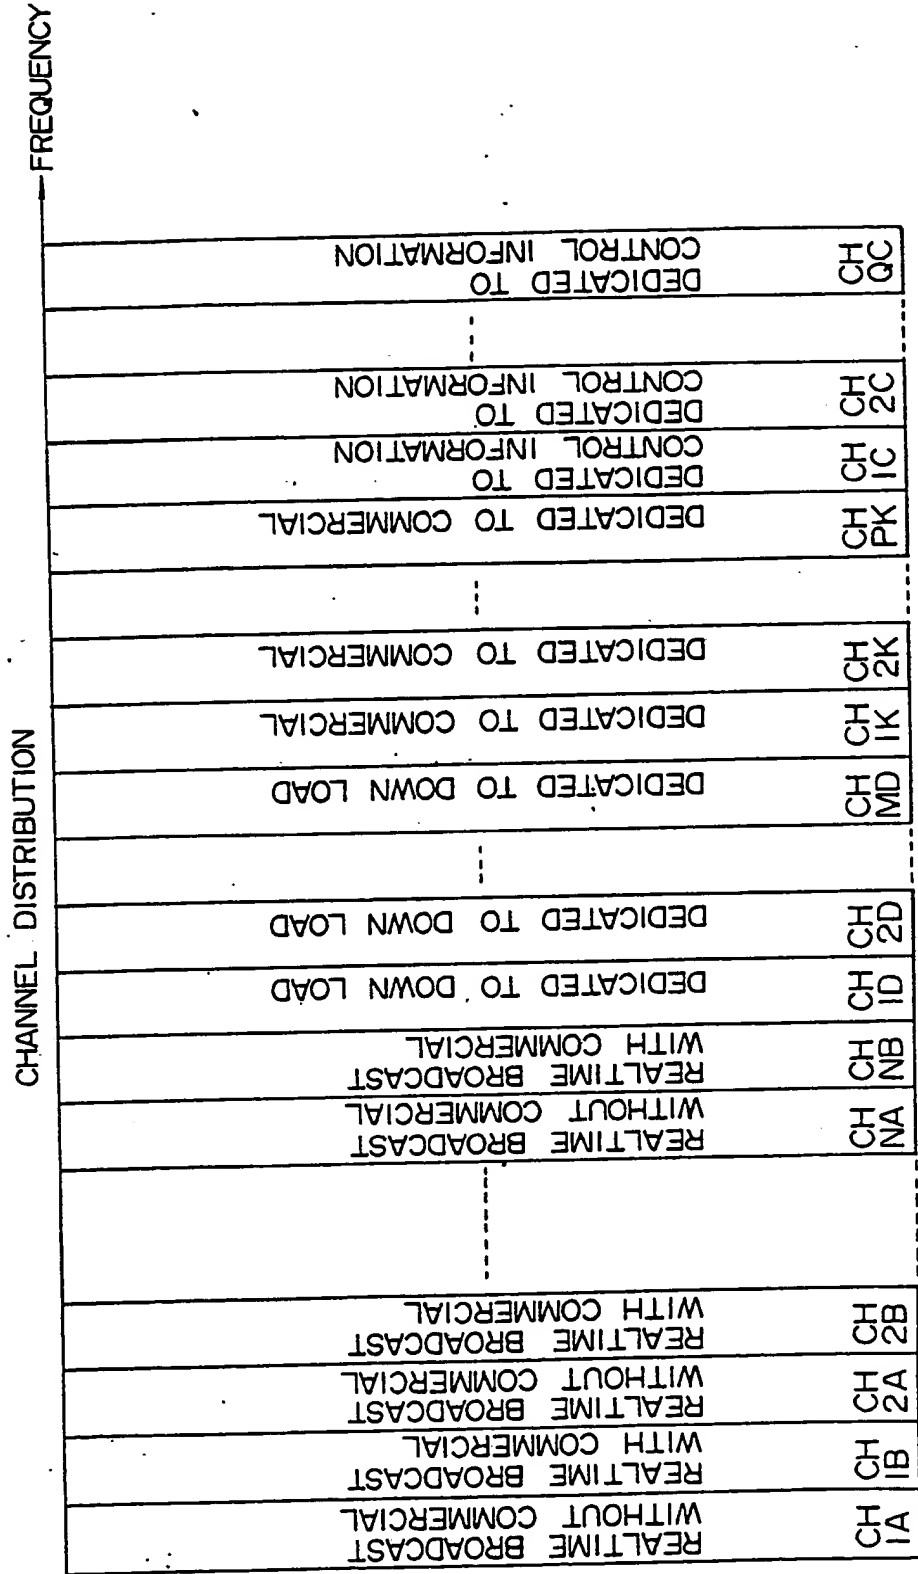 CHANNEL DISTRIBUTION
FREQUENCY
CH
1A
REALTIME BROADCAST
WITHOUT COMMERCIAL
CH
1B
REALTIME BROADCAST
WITH COMMERCIAL
CH
2A
REALTIME BROADCAST
WITHOUT COMMERCIAL
CH
2B
REALTIME BROADCAST
WITH COMMERCIAL
CH
NA
REALTIME BROADCAST
WITHOUT COMMERCIAL
CH
NB
REALTIME BROADCAST
WITH COMMERCIAL
CH
1D
DEDICATED TO DOWN LOAD
CH
2D
DEDICATED TO DOWN LOAD
CH
MD
DEDICATED TO DOWN LOAD
CH
1K
DEDICATED TO COMMERCIAL
CH
2K
DEDICATED TO COMMERCIAL
CH
PK
DEDICATED TO COMMERCIAL
CH
1C
DEDICATED TO
CONTROL INFORMATION
CH
2C
DEDICATED TO
CONTROL INFORMATION
CH
QC
DEDICATED TO
CONTROL INFORMATION